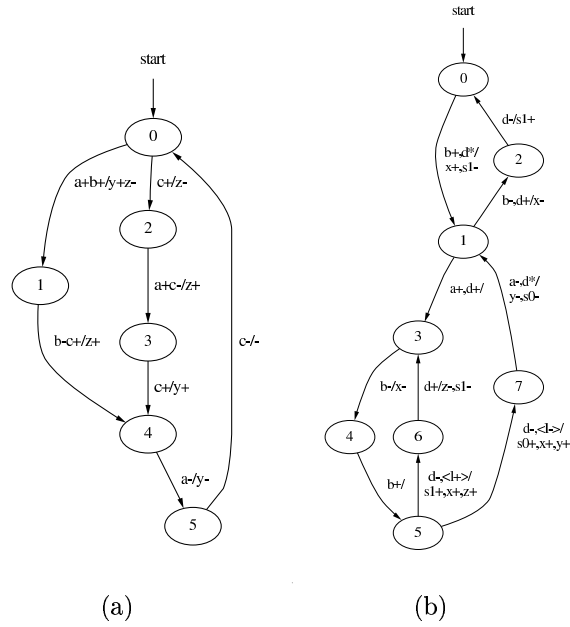 start
0
a+b+/y+z-
c+/z-
2
1
a+c-/z+
b-c+/z+
3
c-/-
c+/y+
4
a-/y-
5
(a)
start
0
d-/s1+
b+,d*/
x+,s1-
2
b-,d+/x-
1
a+,d+/
a-,d*/
y-,s0-
3
b-/x-
d+/z-,s1-
7
4
6
b+/
d-,<l+>/
s1+,x+,z+
d-,<l->/
s0+,x+,y+
5
(b)